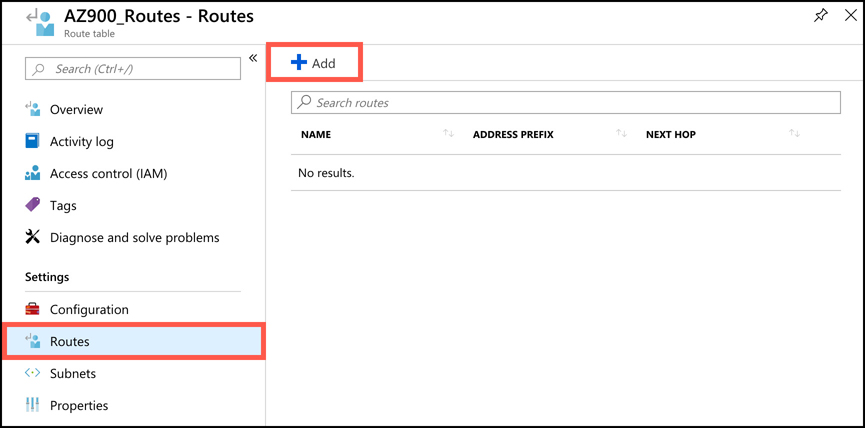 AZ900_Routes - Routes
Route table
Search (Ctrl+/)
«
Overview
Activity log
Access control (IAM)
Tags
Diagnose and solve problems
Settings
Configuration
Routes
Subnets
Properties
Add
Search routes
NAME ADDRESS PREFIX NEXT HOP
No results.